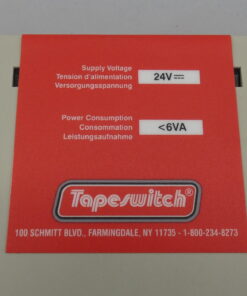 Supply Voltage
Tension d'alimentation
Versorgungsspannung
24V
Power Consumption
Consommation
Leistungsaufnahme
<6VA
Tapeswitch®
100 SCHMITT BLVD., FARMINGDALE, NY 11735 - 1-800-234-8273